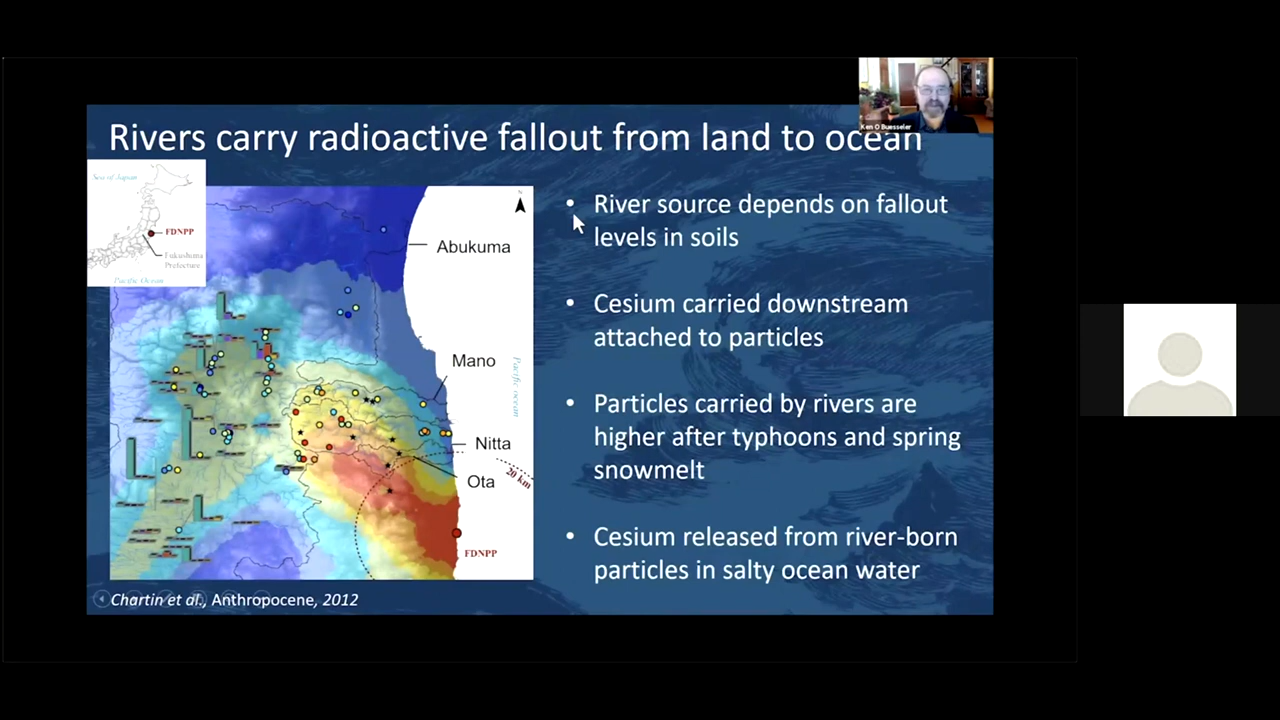 Ken O Buesseler
Rivers carry radioactive fallout from land to ocean
Sea of Japan
FDNPP
Fukushima
Prefecture
Pacific Ocean
N
Abukuma
Mano
Pacific ocean
Nitta
Ota
20 km
FDNPP
• River source depends on fallout
levels in soils
• Cesium carried downstream
attached to particles
• Particles carried by rivers are
higher after typhoons and spring
snowmelt
• Cesium released from river-born
particles in salty ocean water
Chartin et al., Anthropocene, 2012